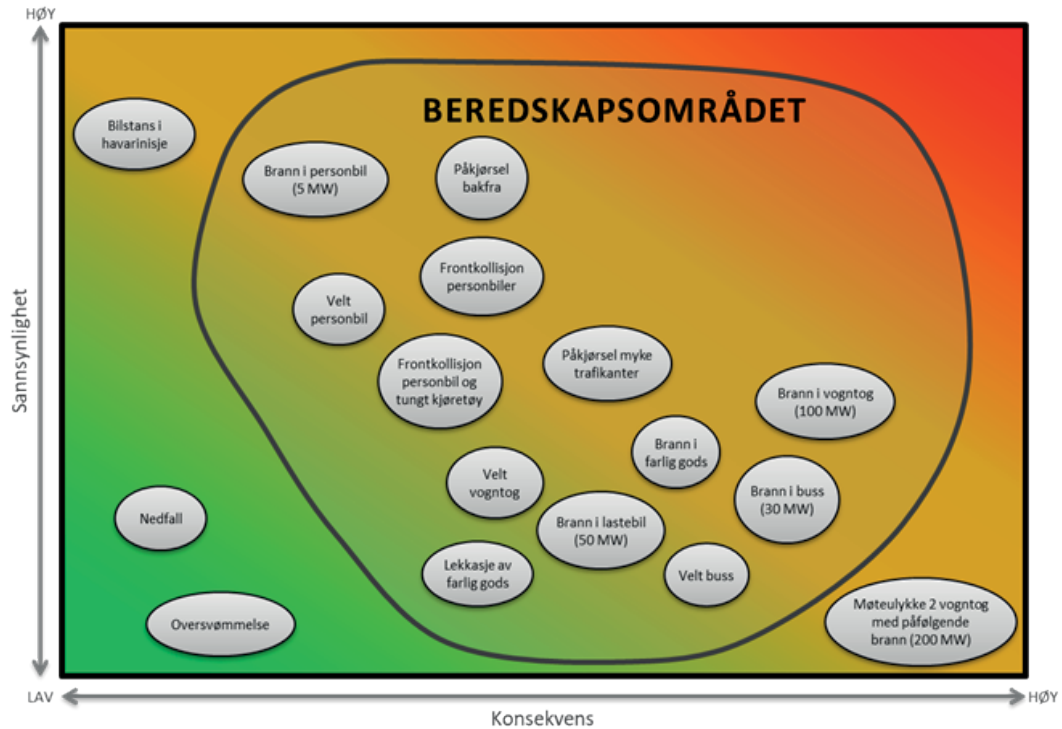 HØY
BEREDSKAPSOMRÅDET
Bilstans i
havarinisje
Brann i personbil
(5 MW)
Påkjørsel
bakfra
Frontkollisjon
personbiler
Velt
personbil
Påkjørsel myke
trafikanter
Frontkollisjon
personbil og
tungt kjøretøy
Brann i vogntog
(100 MW)
Brann i
farlig gods
Velt
vogntog
Brann i buss
(30 MW)
Nedfall
Brann i lastebil
(50 MW)
Lekkasje av
farlig gods
Velt buss
Oversvømmelse
Møteulykke 2 vogntog
med påfølgende
brann (200 MW)
Sannsynlighet
LAV
HØY
Konsekvens